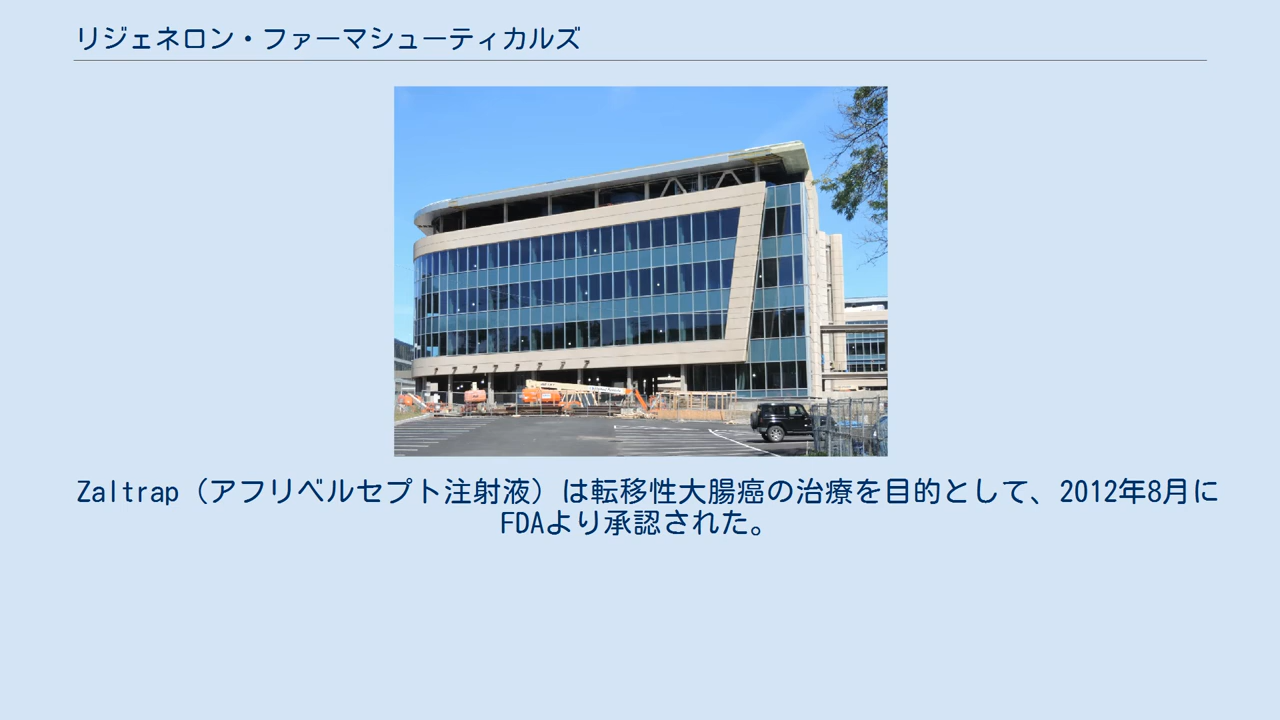 リジェネロン・ファーマシューティカルズ
Zaltrap（アフリベルセプト注射液）は転移性大腸癌の治療を目的として、2012年8月に
FDAより承認された。